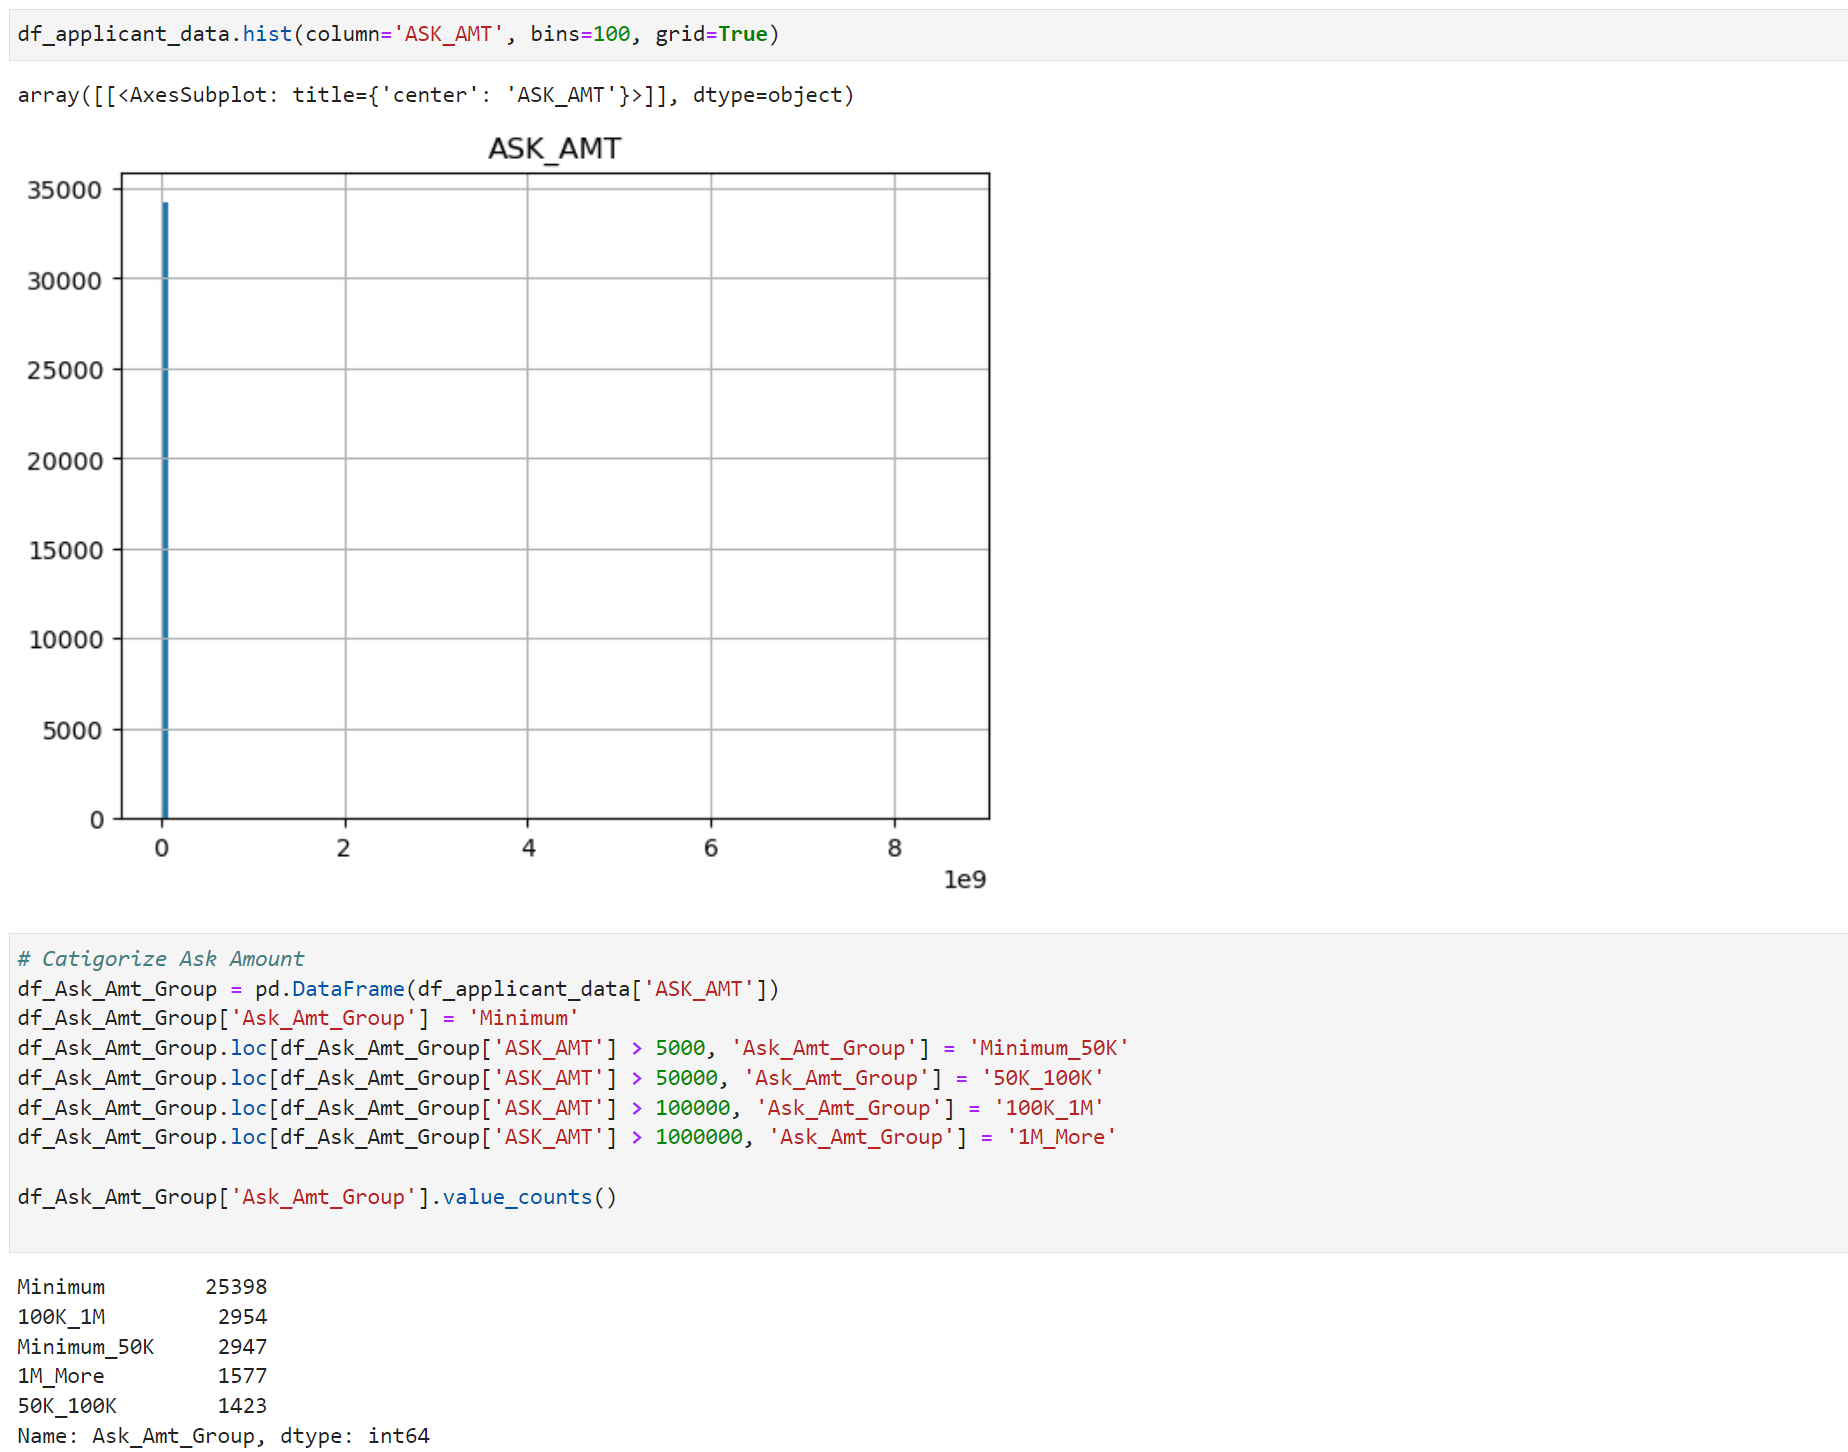 df_applicant_data.hist(column='ASK_AMT', bins=100, grid=True)
array([[<AxesSubplot: title={'center': 'ASK_AMT'}>]], dtype=object)
ASK_AMT
35000
30000
25000
20000
15000
10000
5000
0
0 2 4 6 8
1e9
# Catigorize Ask Amount
df_Ask_Amt_Group = pd.DataFrame(df_applicant_data['ASK_AMT'])
df_Ask_Amt_Group['Ask_Amt_Group'] = 'Minimum'
df_Ask_Amt_Group.loc[df_Ask_Amt_Group['ASK_AMT'] > 5000, 'Ask_Amt_Group'] = 'Minimum_50K'
df_Ask_Amt_Group.loc[df_Ask_Amt_Group['ASK_AMT'] > 50000, 'Ask_Amt_Group'] = '50K_100K'
df_Ask_Amt_Group.loc[df_Ask_Amt_Group['ASK_AMT'] > 100000, 'Ask_Amt_Group'] = '100K_1M'
df_Ask_Amt_Group.loc[df_Ask_Amt_Group['ASK_AMT'] > 1000000, 'Ask_Amt_Group'] = '1M_More'
df_Ask_Amt_Group['Ask_Amt_Group'].value_counts()
Minimum 25398
100K_1M 2954
Minimum_50K 2947
1M_More 1577
50K_100K 1423
Name: Ask_Amt_Group, dtype: int64